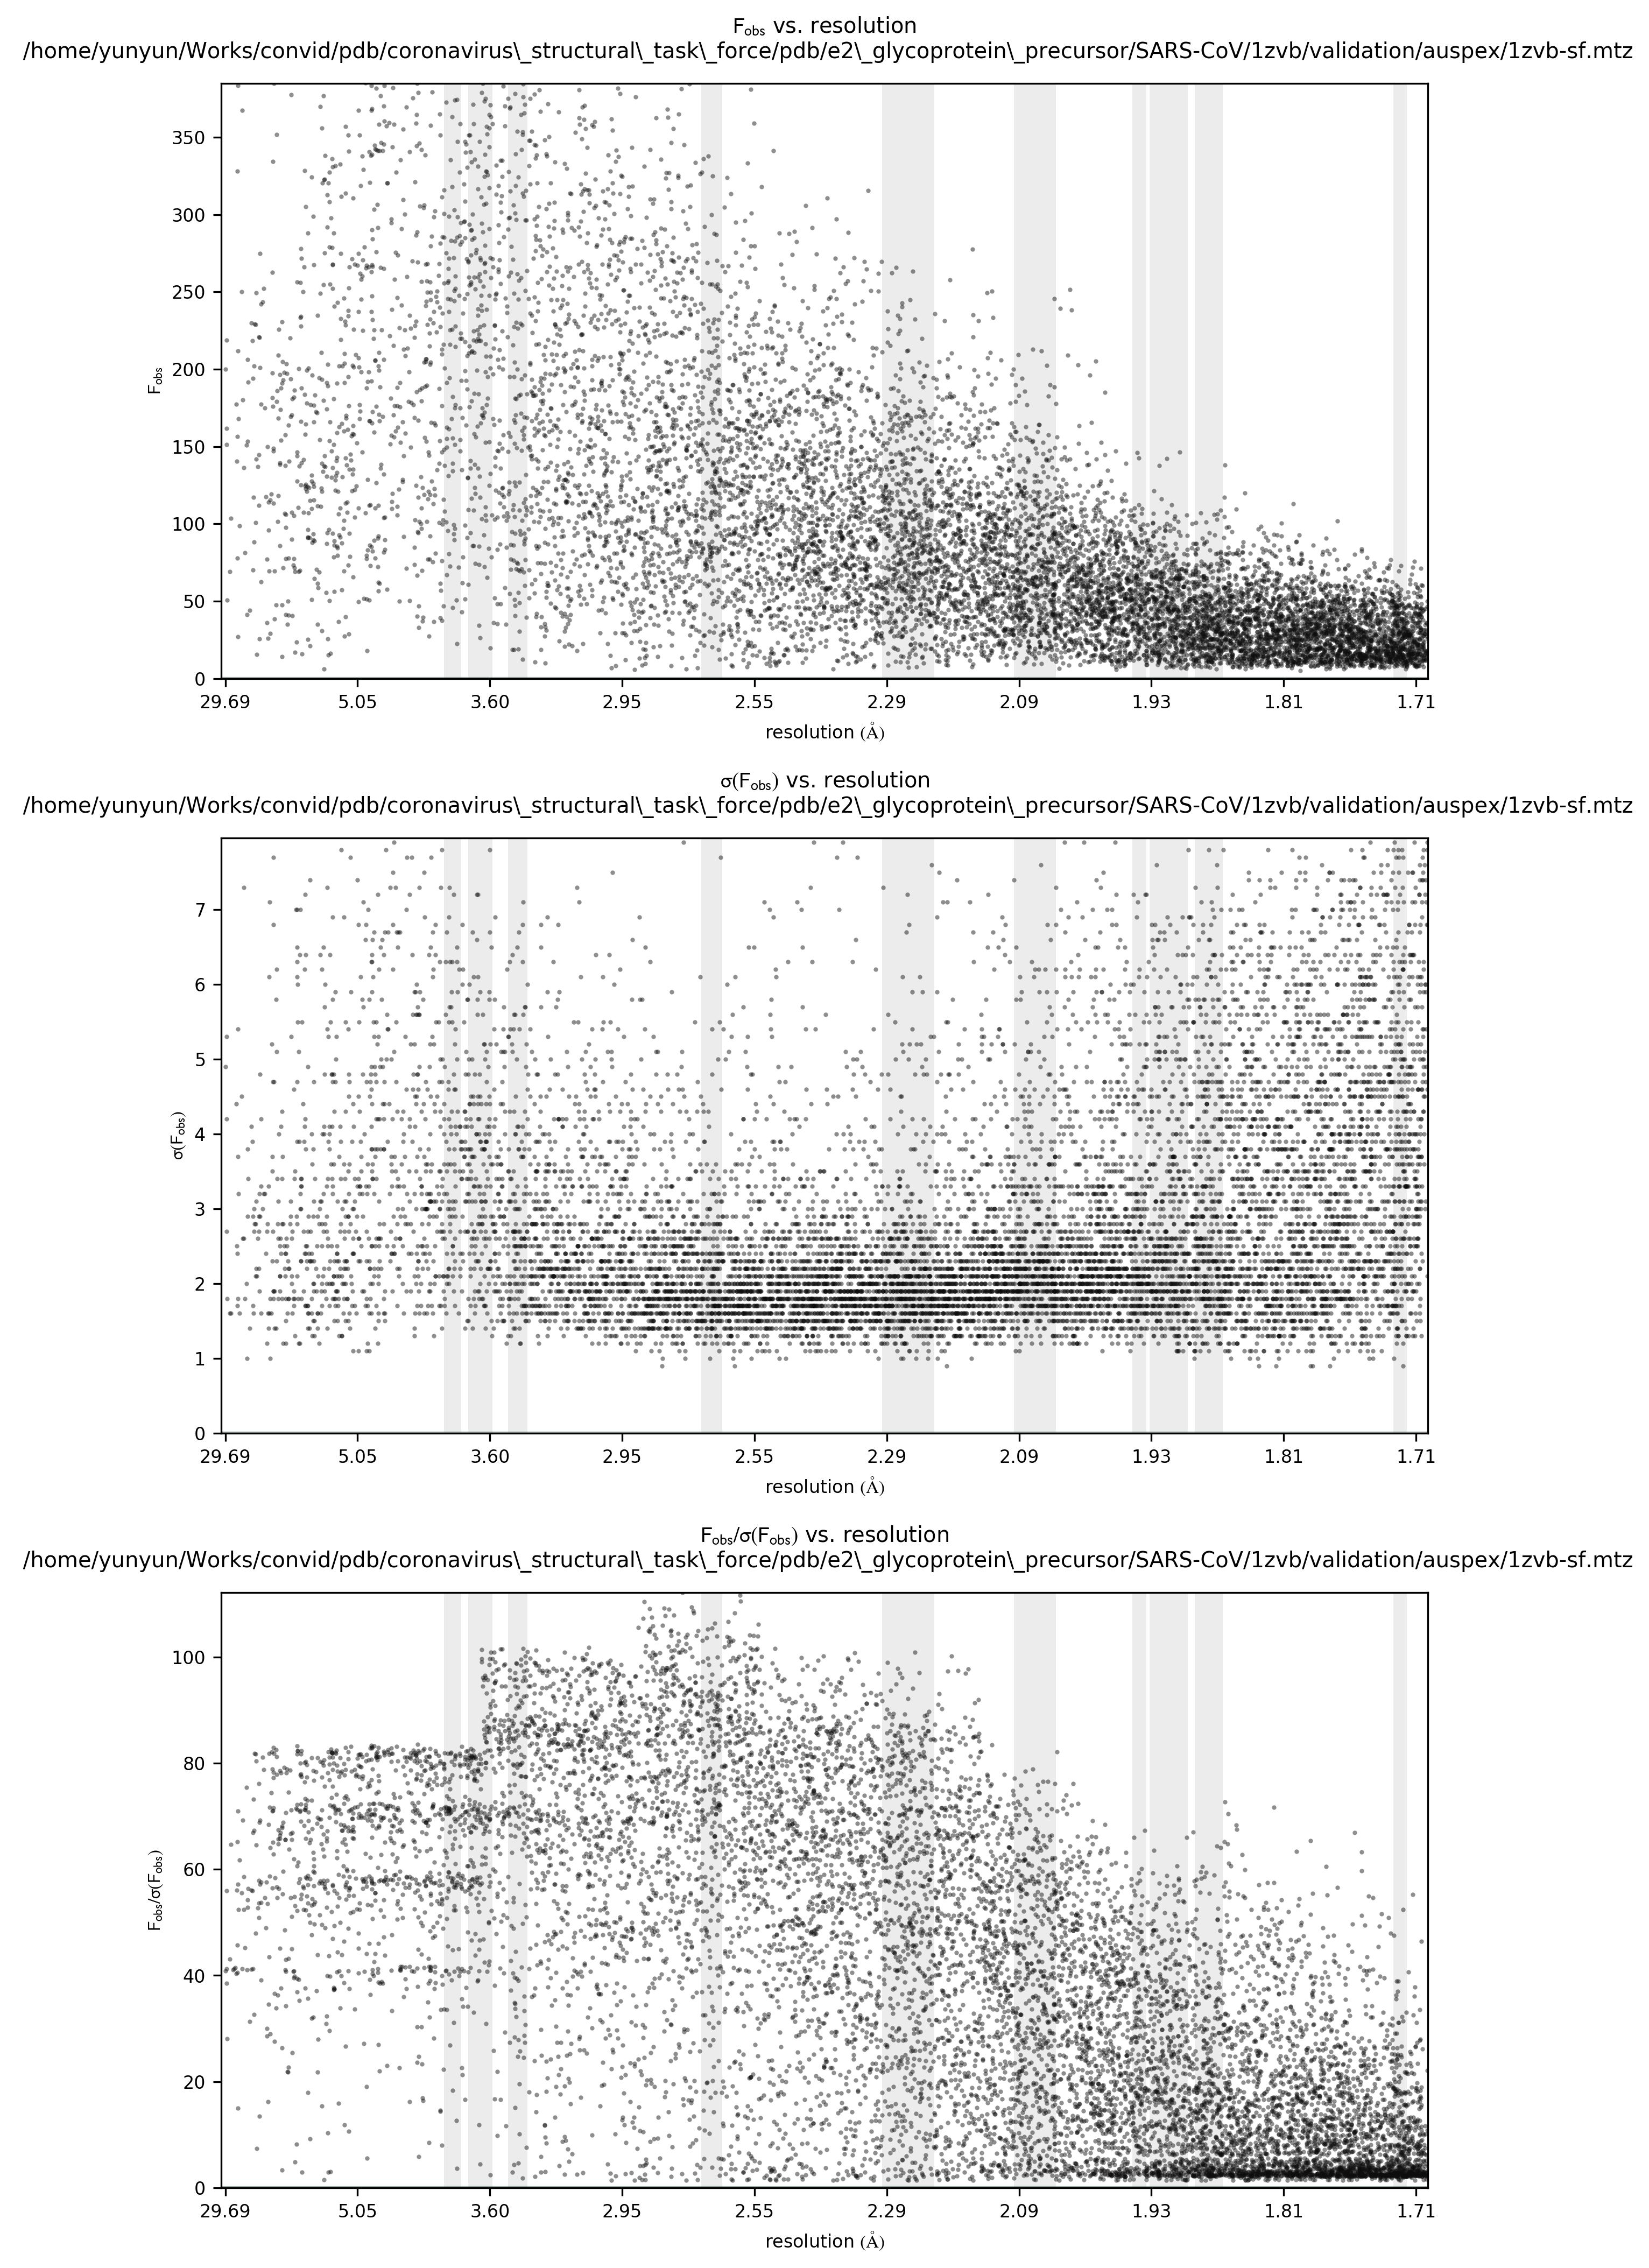 Fobs vs. resolution
/home/yunyun/Works/convid/pdb/coronavirus\_structural\_task\_force/pdb/e2\_glycoprotein\_precursor/SARS-CoV/1zvb/validation/auspex/1zvb-sf.mtz
350
300
250
200
150
100
50
0
Fobs
29.69 5.05 3.60 2.95 2.55 2.29 2.09 1.93 1.81 1.71
resolution (Å)
σ(Fobs) vs. resolution
/home/yunyun/Works/convid/pdb/coronavirus\_structural\_task\_force/pdb/e2\_glycoprotein\_precursor/SARS-CoV/1zvb/validation/auspex/1zvb-sf.mtz
7
6
5
4
3
2
1
0
σ(Fobs)
29.69 5.05 3.60 2.95 2.55 2.29 2.09 1.93 1.81 1.71
resolution (Å)
Fobs/σ(Fobs) vs. resolution
/home/yunyun/Works/convid/pdb/coronavirus\_structural\_task\_force/pdb/e2\_glycoprotein\_precursor/SARS-CoV/1zvb/validation/auspex/1zvb-sf.mtz
100
80
60
40
20
0
Fobs/σ(Fobs)
29.69 5.05 3.60 2.95 2.55 2.29 2.09 1.93 1.81 1.71
resolution (Å)